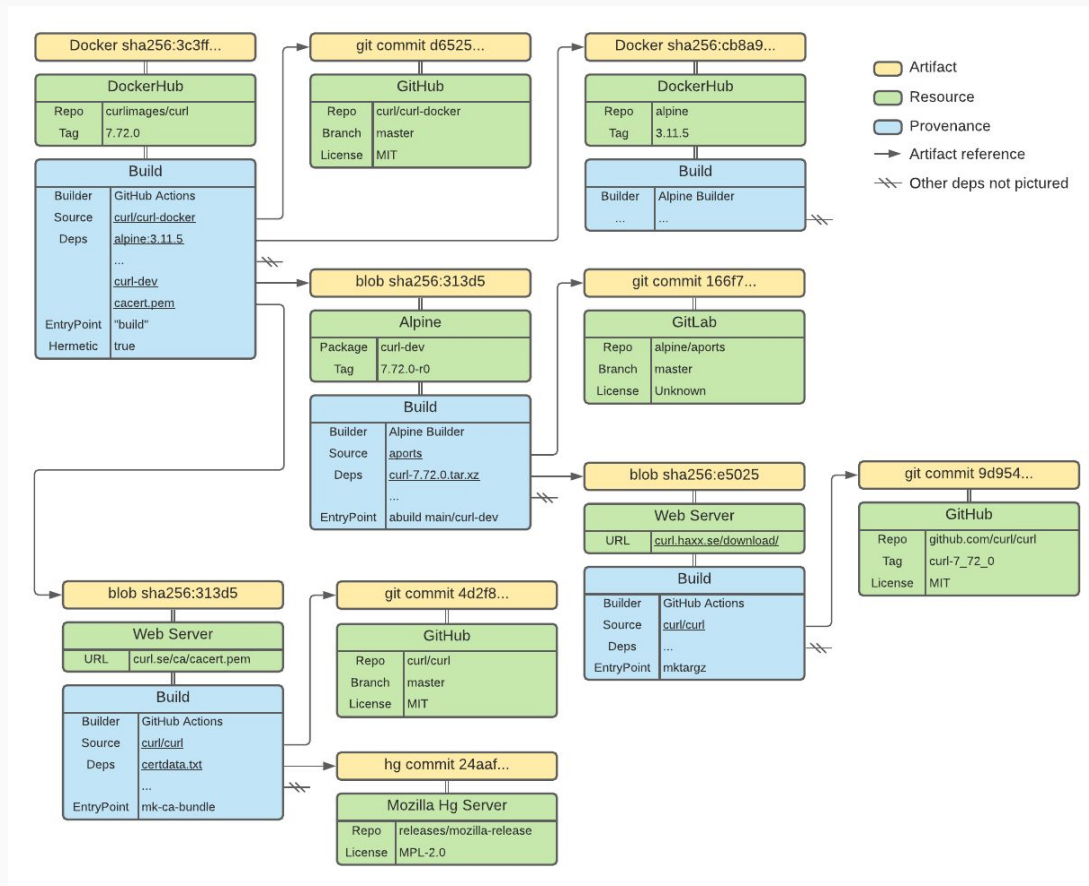 Docker sha256:3c3ff...
DockerHub
Repo curlimages/curl
Tag 7.72.0
Build
Builder GitHub Actions
Source curl/curl-docker
Deps alpine:3.11.5
...
curl-dev
cacert.pem
EntryPoint "build"
Hermetic true
git commit d6525...
GitHub
Repo curl/curl-docker
Branch master
License MIT
Docker sha256:cb8a9...
DockerHub
Repo alpine
Tag 3.11.5
Build
Builder Alpine Builder
... ...
Artifact
Resource
Provenance
Artifact reference
Other deps not pictured
blob sha256:313d5
Alpine
Package curl-dev
Tag 7.72.0-r0
Build
Builder Alpine Builder
Source aports
Deps curl-7.72.0.tar.xz
...
EntryPoint abuild main/curl-dev
git commit 166f7...
GitLab
Repo alpine/aports
Branch master
License Unknown
blob sha256:e5025
Web Server
URL curl.haxx.se/download/
Build
Builder GitHub Actions
Source curl/curl
Deps ...
EntryPoint mktargz
git commit 9d954...
GitHub
Repo github.com/curl/curl
Tag curl-7_72_0
License MIT
blob sha256:313d5
Web Server
URL curl.se/ca/cacert.pem
Build
Builder GitHub Actions
Source curl/curl
Deps certdata.txt
...
EntryPoint mk-ca-bundle
git commit 4d2f8...
GitHub
Repo curl/curl
Branch master
License MIT
hg commit 24aaf...
Mozilla Hg Server
Repo releases/mozilla-release
License MPL-2.0